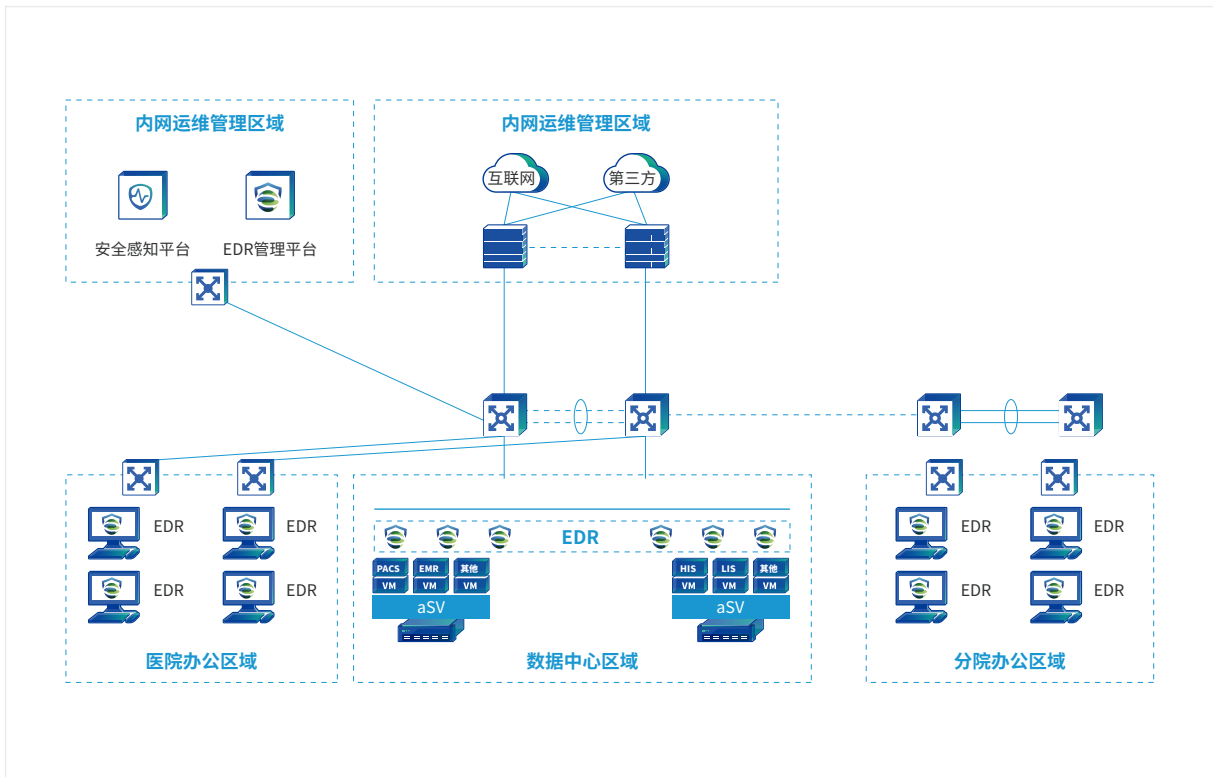 内网运维管理区域
内网运维管理区域
互联网
第三方
安全感知平台
EDR管理平台
EDR
EDR
EDR
EDR
医院办公区域
EDR
PACS
EMR
其他
VM
VM
VM
aSV
HIS
LIS
其他
VM
VM
VM
aSV
数据中心区域
EDR
EDR
EDR
EDR
分院办公区域